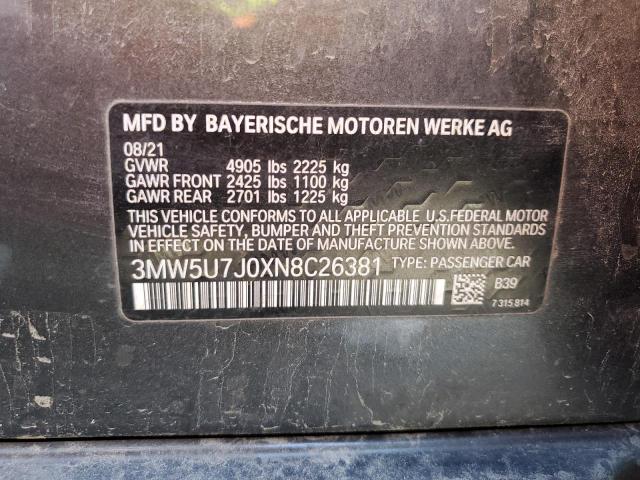 MFD BY BAYERISCHE MOTOREN WERKE AG
08/21
GVWR 4905 lbs 2225 kg
GAWR FRONT 2425 lbs 1100 kg
GAWR REAR 2701 lbs 1225 kg
THIS VEHICLE CONFORMS TO ALL APPLICABLE U.S.FEDERAL MOTOR
VEHICLE SAFETY, BUMPER AND THEFT PREVENTION STANDARDS
IN EFFECT ON THE DATE OF MANUFACTURE SHOWN ABOVE.
3MW5U7J0XN8C26381 TYPE: PASSENGER CAR
B39
7 315 814